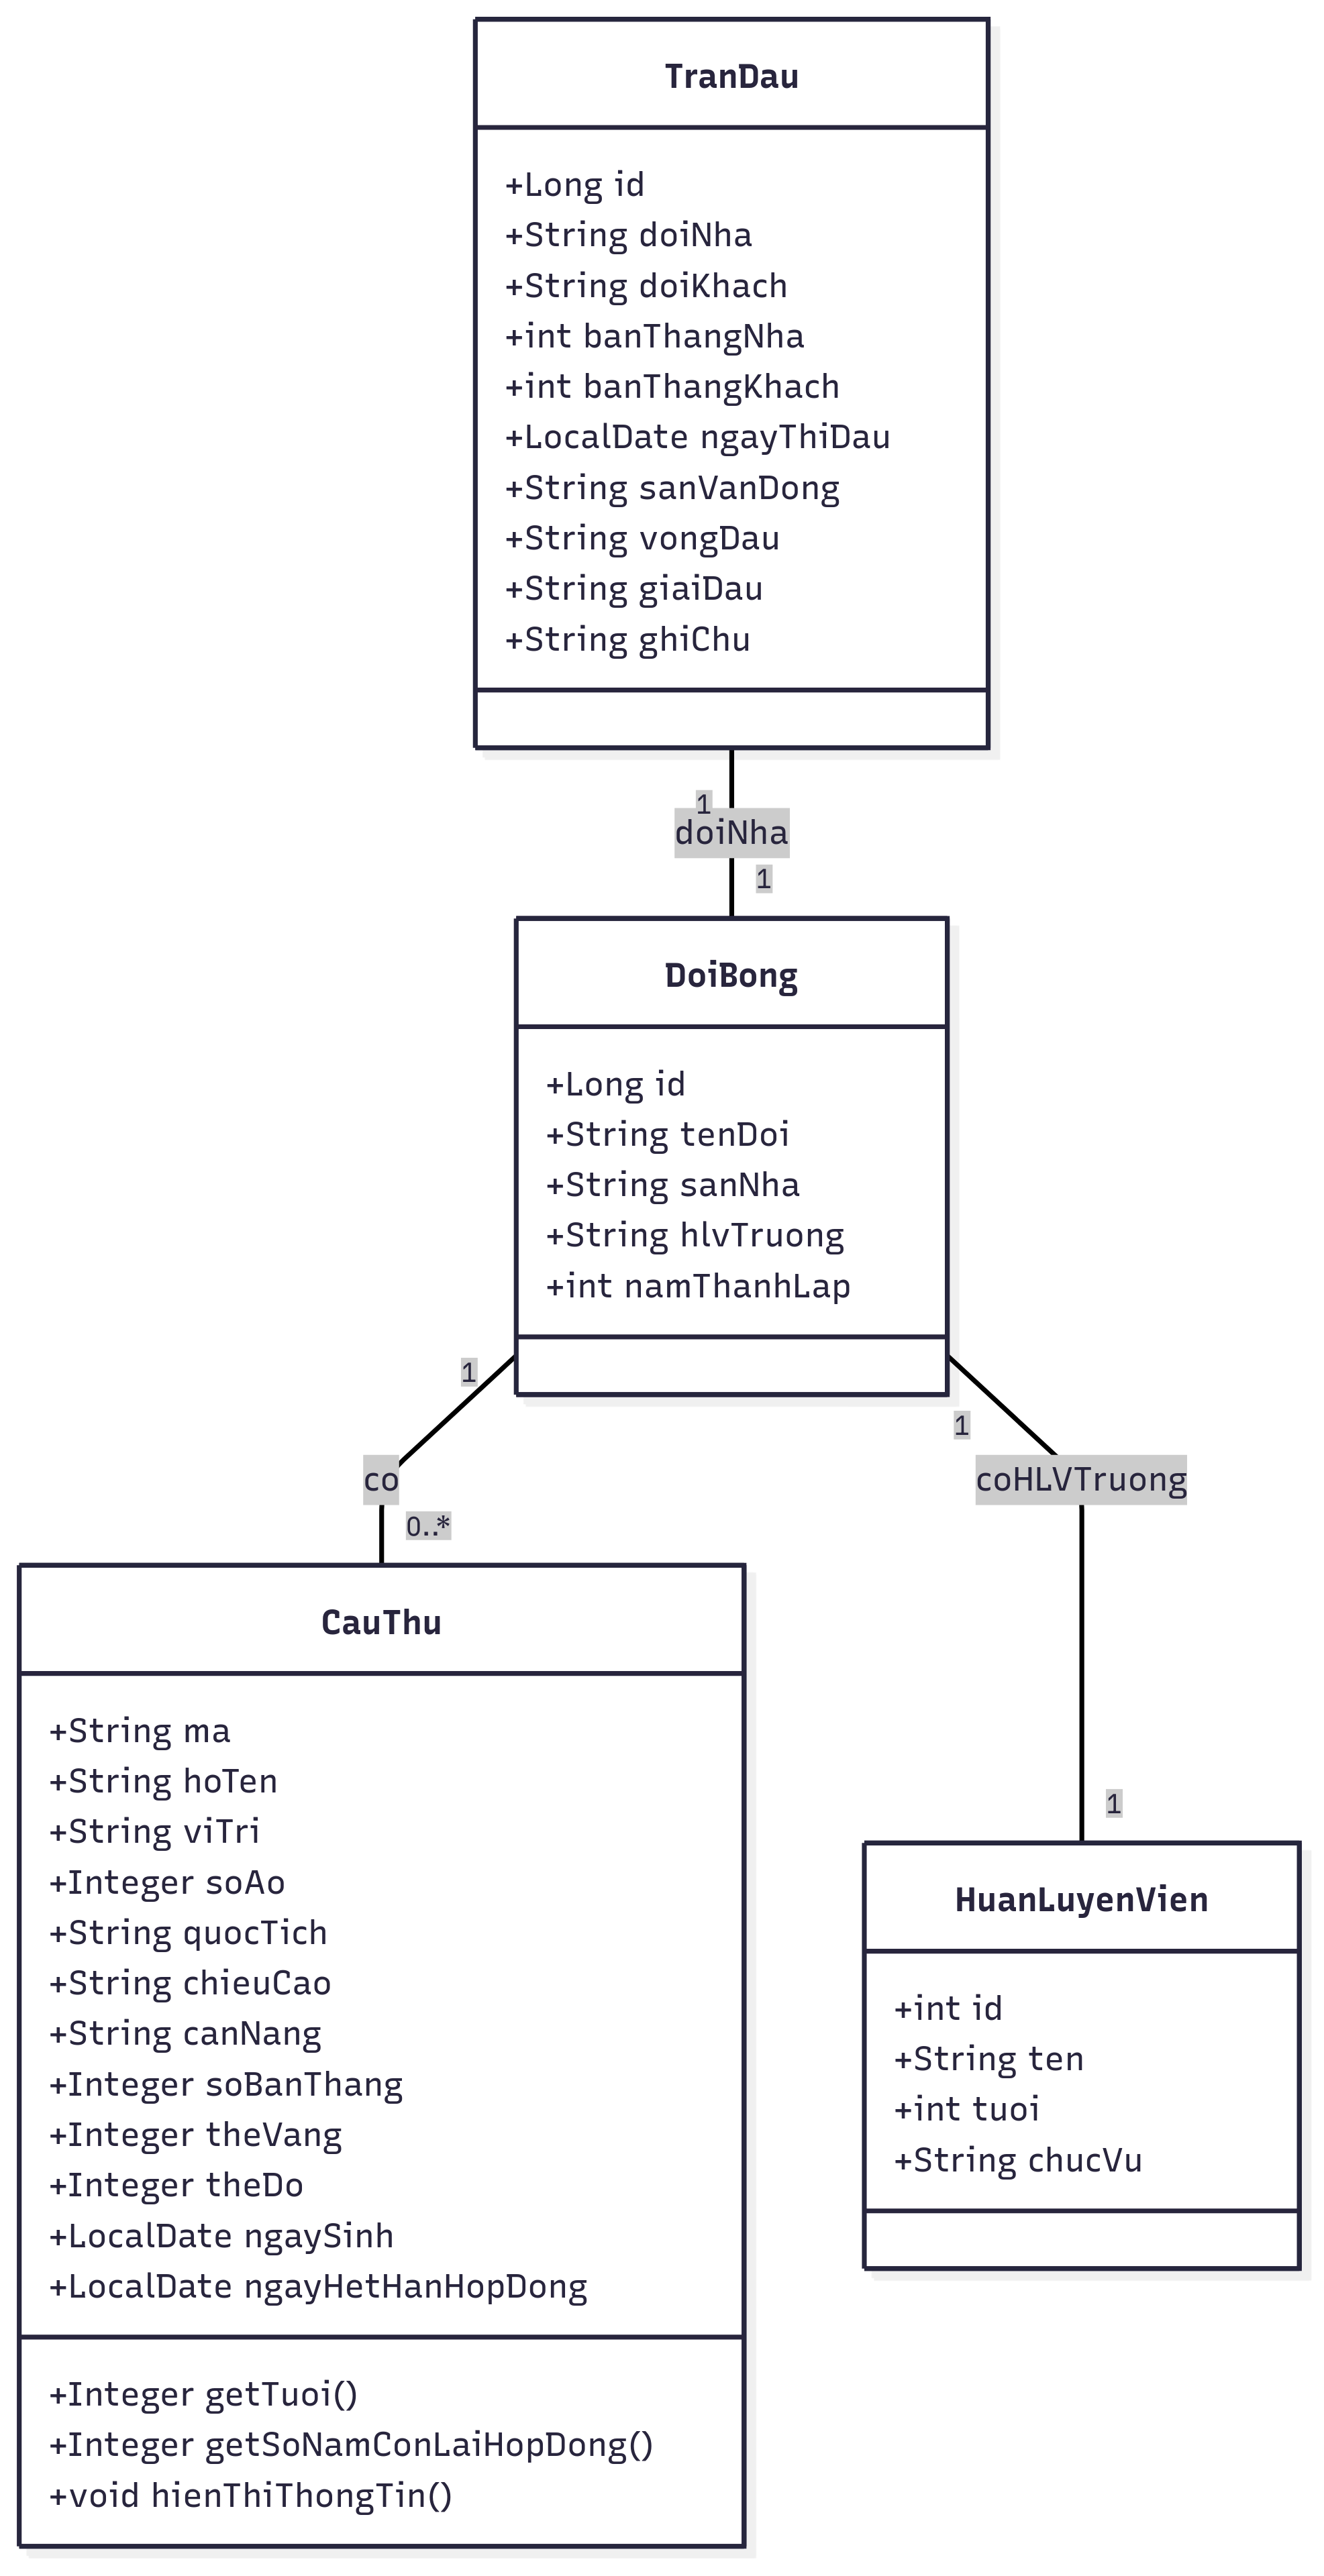 TranDau
+Long id
+String doiNha
+String doiKhach
+int banThangNha
+int banThangKhach
+LocalDate ngayThiDau
+String sanVanDong
+String vongDau
+String giaiDau
+String ghiChu
1
doiNha
1
DoiBong
+Long id
+String tenDoi
+String sanNha
+String hlvTruong
+int namThanhLap
1
1
co
coHLVTruong
0..*
CauThu
+String ma
+String hoTen
+String viTri
+Integer soAo
+String quocTich
+String chieuCao
+String canNang
+Integer soBanThang
+Integer theVang
+Integer theDo
+LocalDate ngaySinh
+LocalDate ngayHetHanHopDong
+Integer getTuoi()
+Integer getSoNamConLaiHopDong()
+void hienThiThongTin()
1
HuanLuyenVien
+int id
+String ten
+int tuoi
+String chucVu